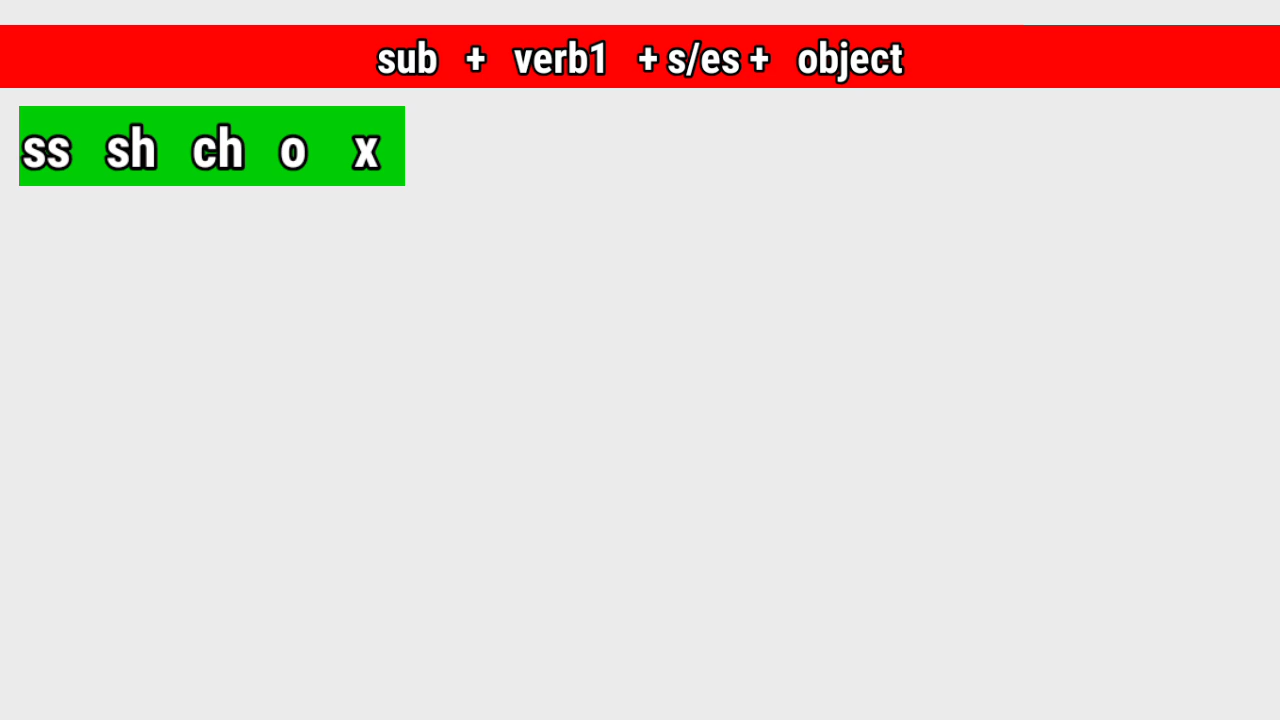 sub + verb1 + s/es + object
ss sh ch o x